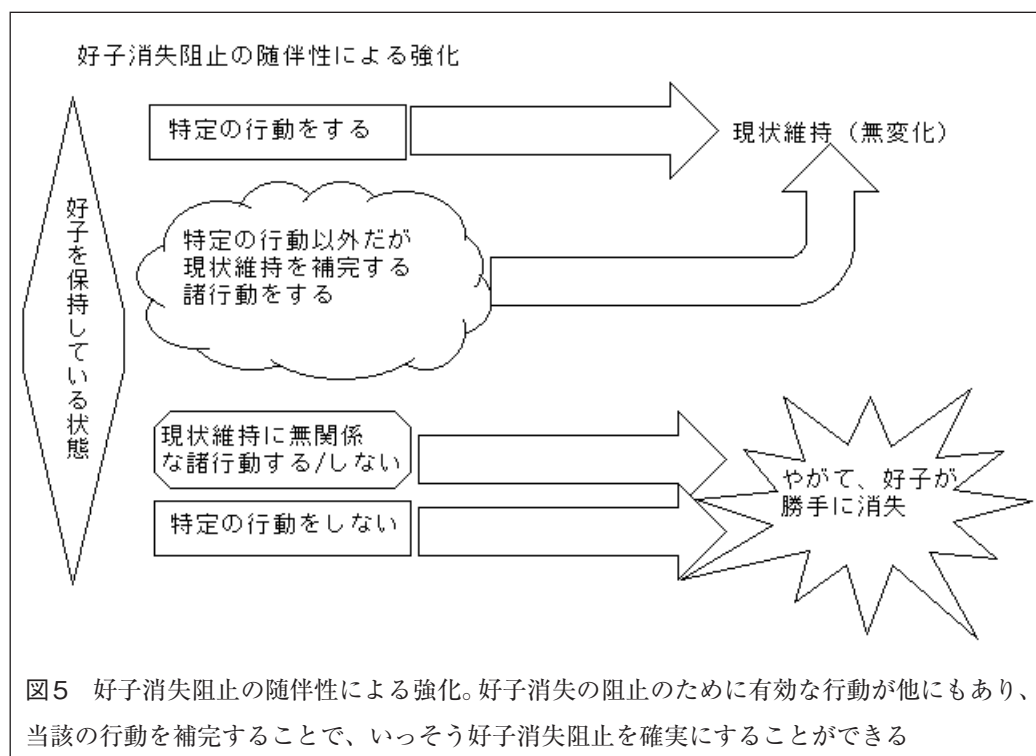 好子消失阻止の随伴性による強化
特定の行動をする
現状維持（無変化）
好子を保持している状態
特定の行動以外だが
現状維持を補完する
諸行動をする
現状維持に無関係
な諸行動する/しない
特定の行動をしない
やがて、好子が
勝手に消失
図5　好子消失阻止の随伴性による強化。好子消失の阻止のために有効な行動が他にもあり、
当該の行動を補完することで、いっそう好子消失阻止を確実にすることができる